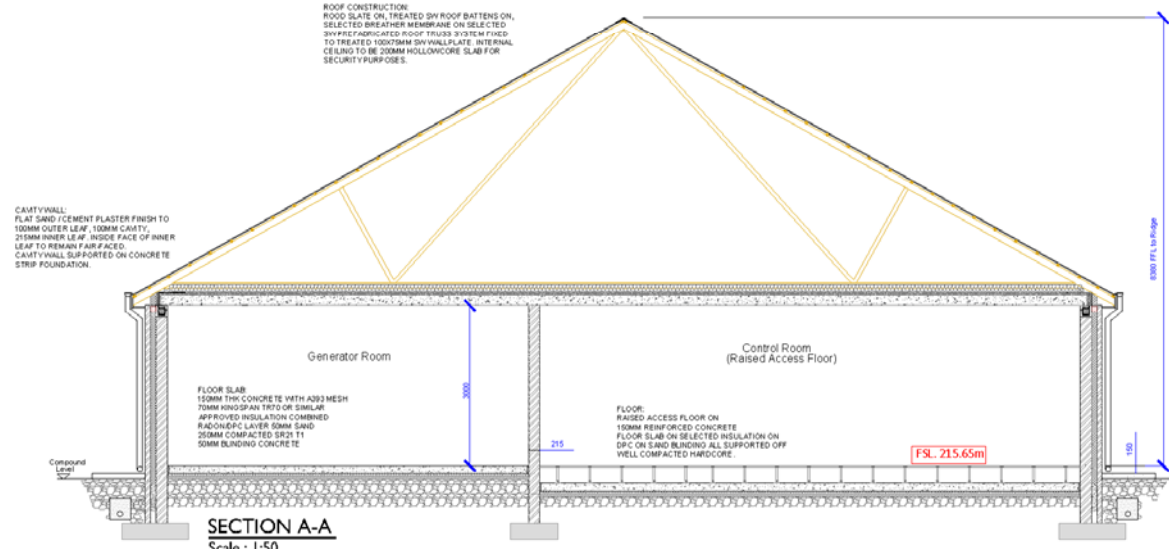 ROOF CONSTRUCTION:
ROOD SLATE ON, TREATED SW ROOF BATTENS ON,
SELECTED BREATHER MEMBRANE ON SELECTED
SW PREFABRICATED ROOF TRUSS SYSTEM FIXED
TO TREATED 100X75MM SW WALLPLATE. INTERNAL
CEILING TO BE 200MM HOLLOWCORE SLAB FOR
SECURITY PURPOSES.
CAVITY WALL:
FLAT SAND / CEMENT PLASTER FINISH TO
100MM OUTER LEAF, 100MM CAVITY,
215MM INNER LEAF. INSIDE FACE OF INNER
LEAF TO REMAIN FAIR-FACED.
CAVITY WALL SUPPORTED ON CONCRETE
STRIP FOUNDATION.
8380 FFL to Ridge
Generator Room
3000
Control Room
(Raised Access Floor)
FLOOR SLAB:
150MM THK CONCRETE WITH A393 MESH
70MM KINGSPAN TR70 OR SIMILAR
APPROVED INSULATION COMBINED
RADON/DPC LAYER 50MM SAND
250MM COMPACTED SR21 T1
50MM BLINDING CONCRETE
FLOOR:
RAISED ACCESS FLOOR ON
150MM REINFORCED CONCRETE
FLOOR SLAB ON SELECTED INSULATION ON
DPC ON SAND BLINDING ALL SUPPORTED OFF
WELL COMPACTED HARDCORE.
215
FSL. 215.65m
150
Compound
Level
SECTION A-A
Scale : 1:50